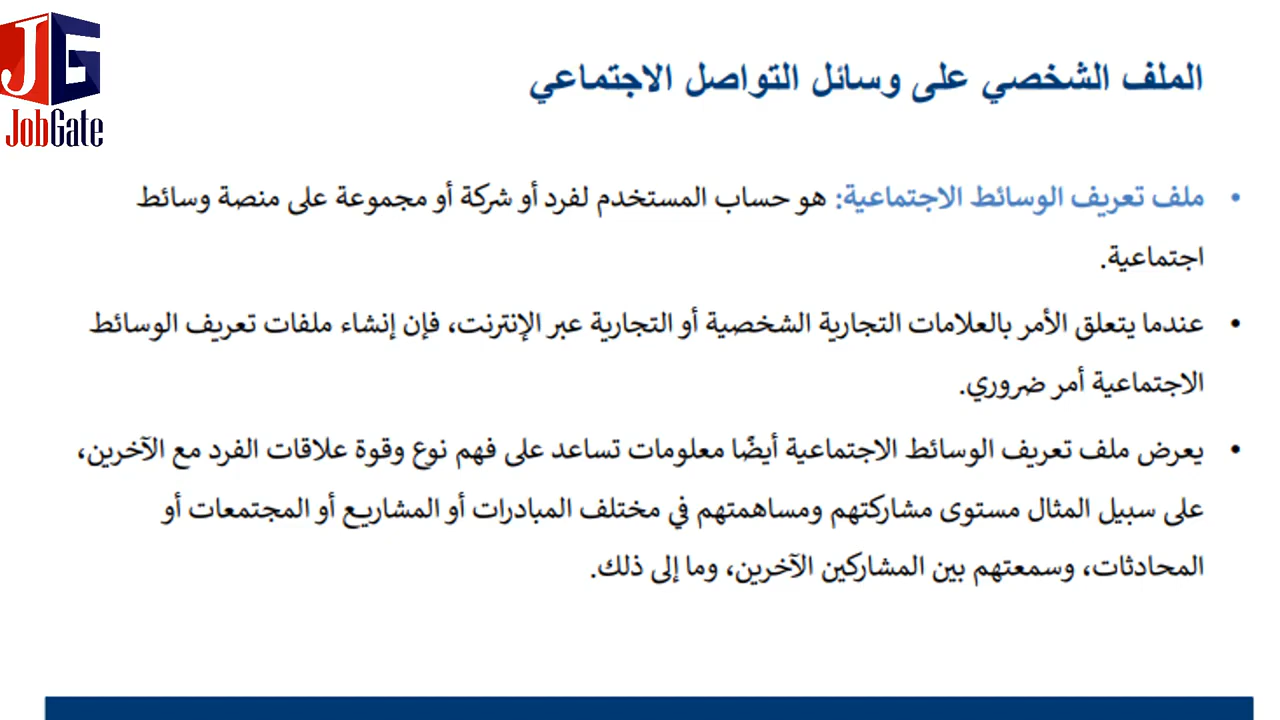 JG
JobGate
الملف الشخصي على وسائل التواصل الاجتماعي
• ملف تعريف الوسائط الاجتماعية: هو حساب المستخدم لفرد أو شركة أو مجموعة على منصة وسائط
اجتماعية.
• عندما يتعلق الأمر بالعلامات التجارية الشخصية أو التجارية عبر الإنترنت، فإن إنشاء ملفات تعريف الوسائط
الاجتماعية أمر ضروري.
• يعرض ملف تعريف الوسائط الاجتماعية أيضًا معلومات تساعد على فهم نوع وقوة علاقات الفرد مع الآخرين،
على سبيل المثال مستوى مشاركتهم ومساهمتهم في مختلف المبادرات أو المشاريع أو المجتمعات أو
المحادثات، وسمعتهم بين المشاركين الآخرين، وما إلى ذلك.